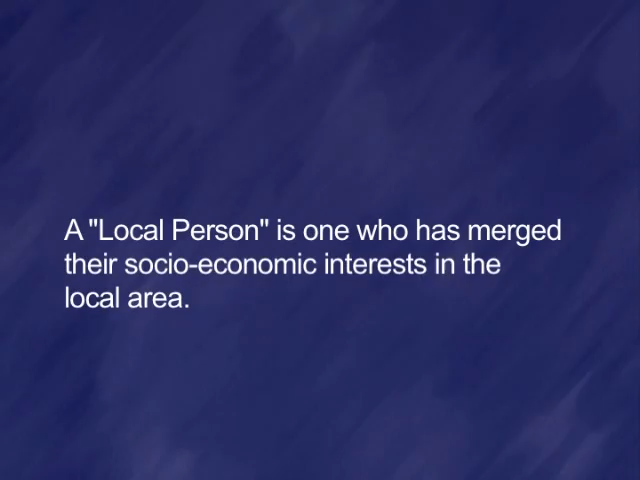 A "Local Person" is one who has merged
their socio-economic interests in the
local area.